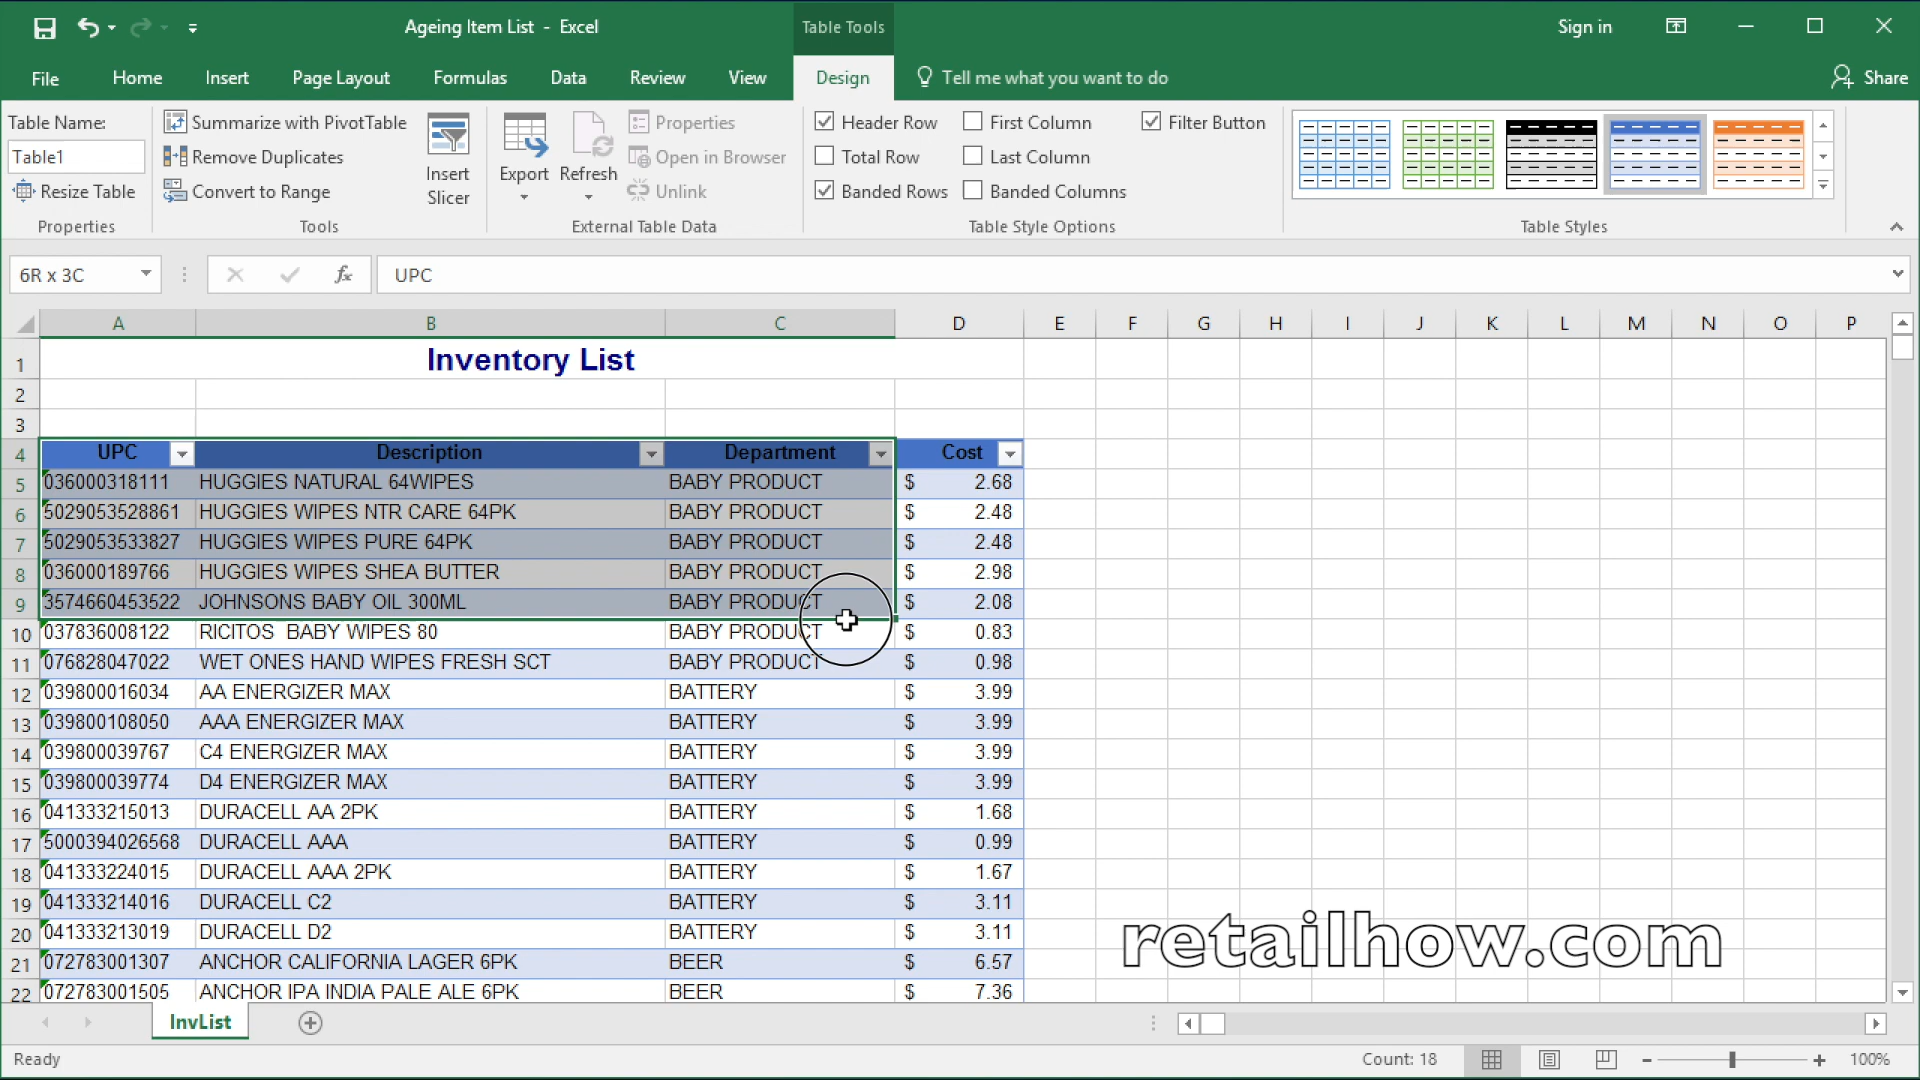 Ageing Item List - Excel
Table Tools
Sign in
File Home Insert Page Layout Formulas Data Review View Design Tell me what you want to do Share
Table Name: Summarize with PivotTable Properties Header Row First Column Filter Button
Table1 Remove Duplicates Insert Slicer Export Refresh Open in Browser Total Row Last Column
Resize Table Convert to Range Unlink Banded Rows Banded Columns
Properties Tools External Table Data Table Style Options Table Styles
6R x 3C fx UPC
A B C D E F G H I J K L M N O P
1 Inventory List
2
3
4 UPC Description Department Cost
5 036000318111 HUGGIES NATURAL 64WIPES BABY PRODUCT $ 2.68
6 5029053528861 HUGGIES WIPES NTR CARE 64PK BABY PRODUCT $ 2.48
7 5029053533827 HUGGIES WIPES PURE 64PK BABY PRODUCT $ 2.48
8 036000189766 HUGGIES WIPES SHEA BUTTER BABY PRODUCT $ 2.98
9 3574660453522 JOHNSONS BABY OIL 300ML BABY PRODUCT $ 2.08
10 037836008122 RICITOS  BABY WIPES 80 BABY PRODUCT $ 0.83
11 076828047022 WET ONES HAND WIPES FRESH SCT BABY PRODUCT $ 0.98
12 039800016034 AA ENERGIZER MAX BATTERY $ 3.99
13 039800108050 AAA ENERGIZER MAX BATTERY $ 3.99
14 039800039767 C4 ENERGIZER MAX BATTERY $ 3.99
15 039800039774 D4 ENERGIZER MAX BATTERY $ 3.99
16 041333215013 DURACELL AA 2PK BATTERY $ 1.68
17 5000394026568 DURACELL AAA BATTERY $ 0.99
18 041333224015 DURACELL AAA 2PK BATTERY $ 1.67
19 041333214016 DURACELL C2 BATTERY $ 3.11
20 041333213019 DURACELL D2 BATTERY $ 3.11
21 072783001307 ANCHOR CALIFORNIA LAGER 6PK BEER $ 6.57
22 072783001505 ANCHOR IPA INDIA PALE ALE 6PK BEER $ 7.36
retailhow.com
InvList
Ready Count: 18 100%